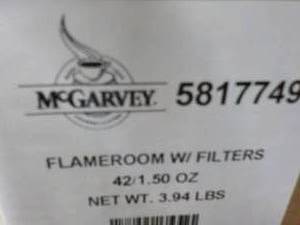 McGARVEY. 5817749
FLAMEROOM W/ FILTERS
42/1.50 OZ
NET WT. 3.94 LBS